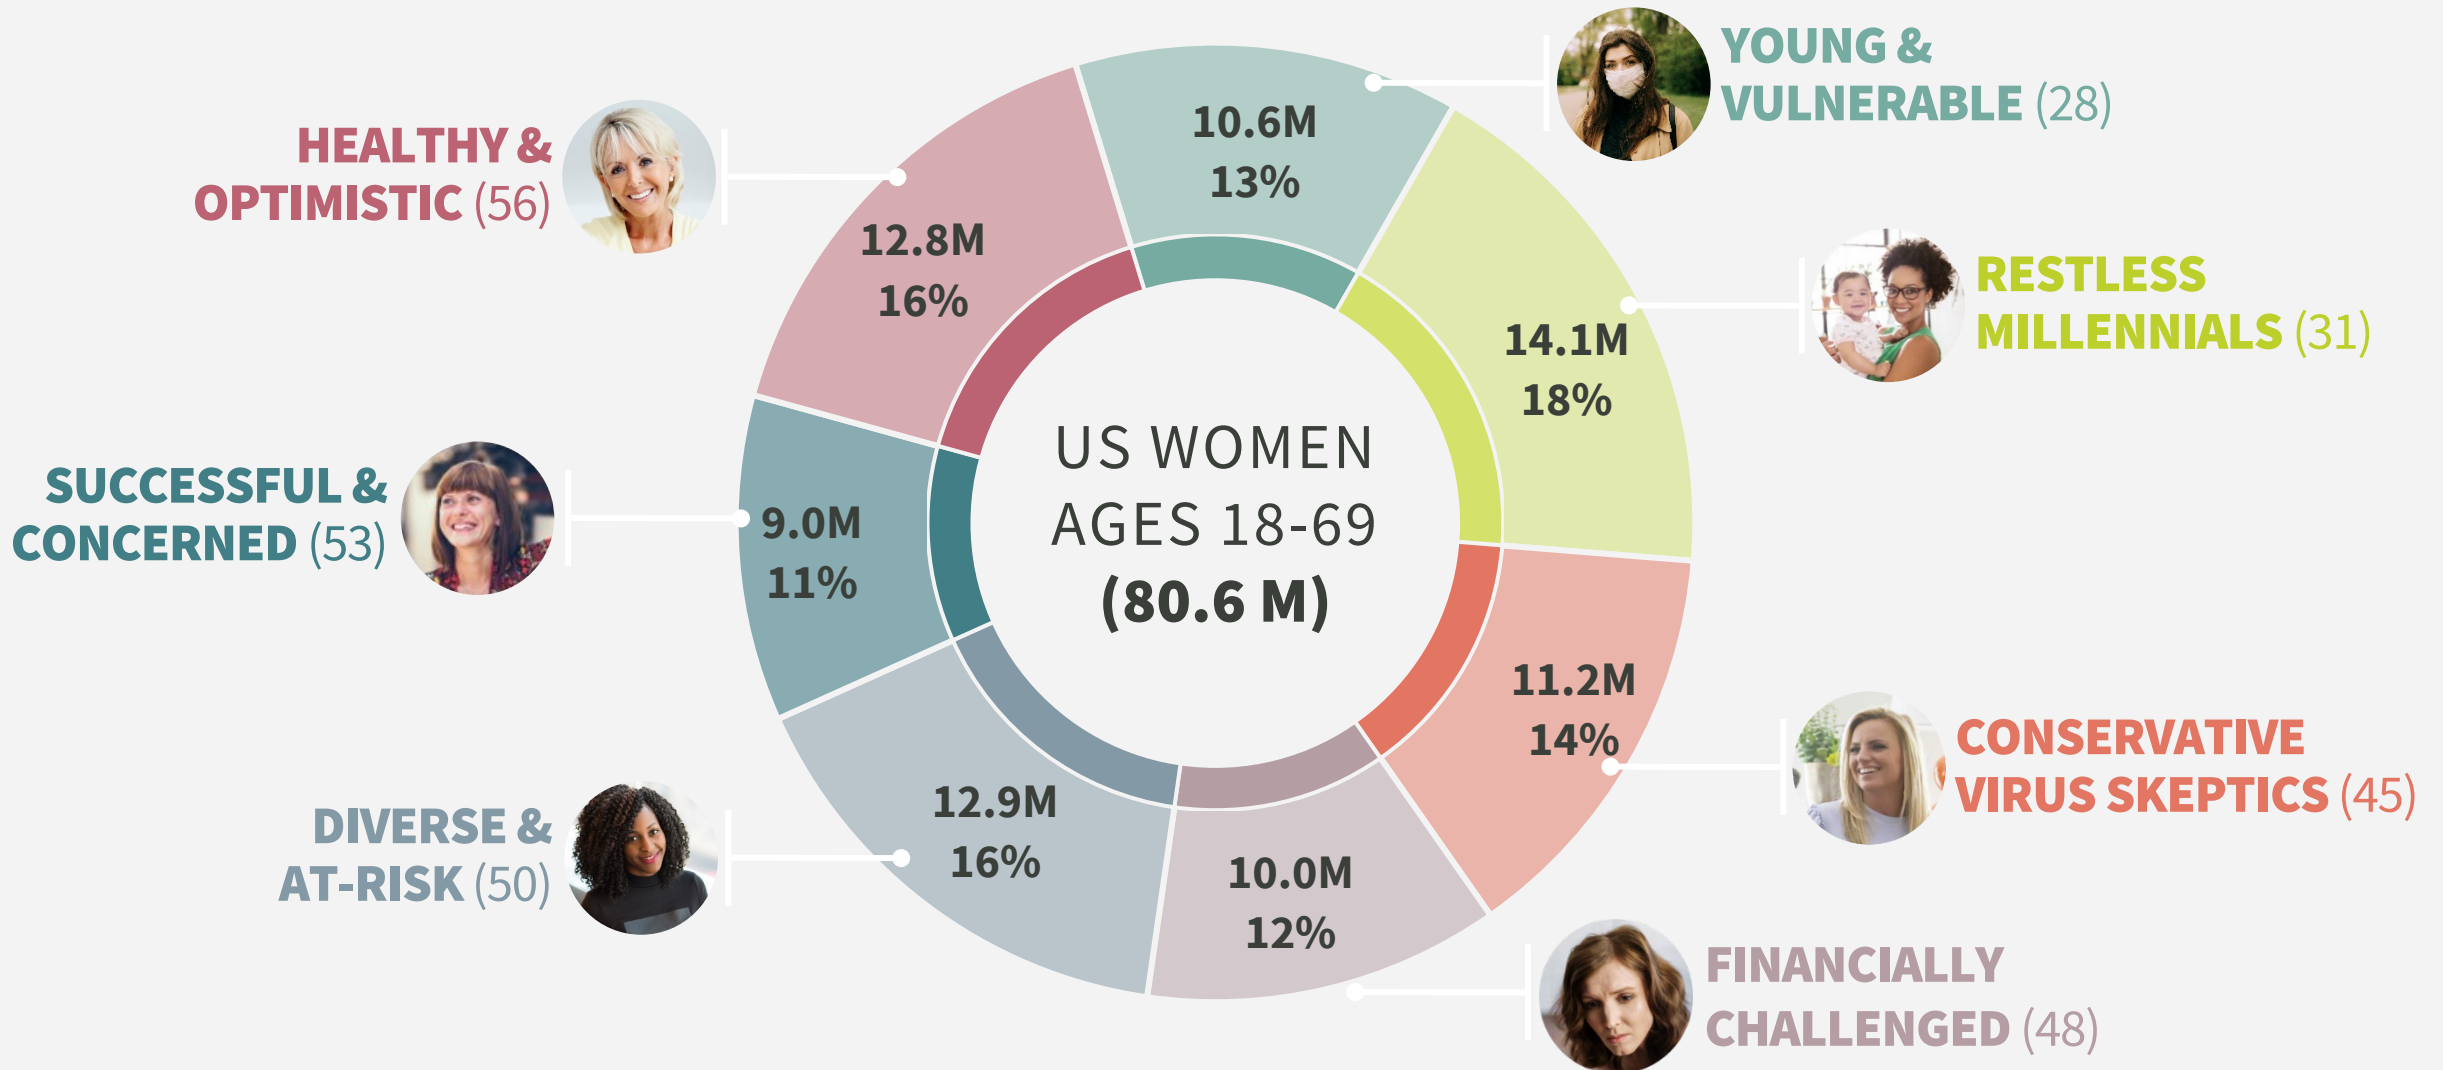 YOUNG &
VULNERABLE (28)
10.6M
13%
RESTLESS
MILLENNIALS (31)
14.1M
18%
CONSERVATIVE
VIRUS SKEPTICS (45)
11.2M
14%
FINANCIALLY
CHALLENGED (48)
10.0M
12%
DIVERSE &
AT-RISK (50)
12.9M
16%
SUCCESSFUL &
CONCERNED (53)
9.0M
11%
HEALTHY &
OPTIMISTIC (56)
12.8M
16%
US WOMEN
AGES 18-69
(80.6 M)